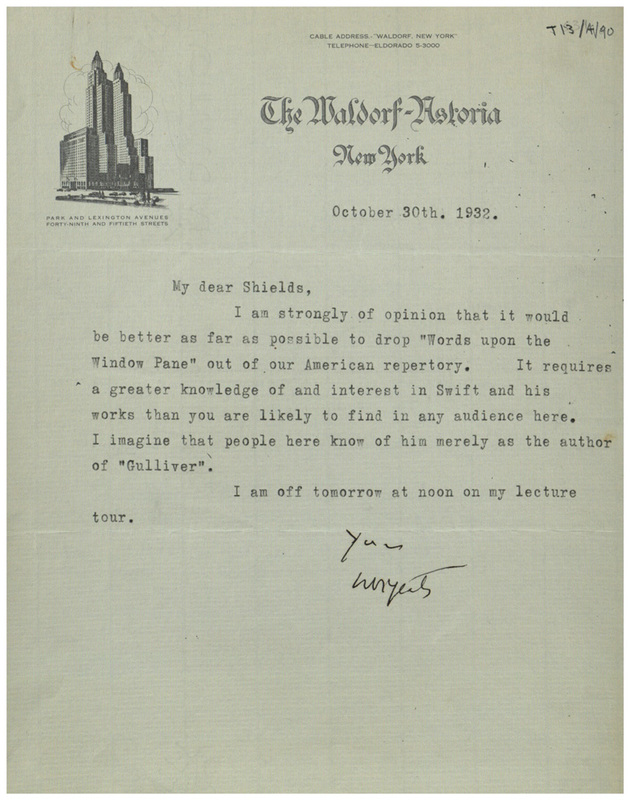 CABLE ADDRESS.-"WALDORF, NEW YORK"
TELEPHONE-ELDORADO 5-3000
T13/A/90
The Waldorf-Astoria
New York
PARK AND LEXINGTON AVENUES
FORTY-NINTH AND FIFTIETH STREETS
October 30th. 1932.
My dear Shields,
I am strongly of opinion that it would
be better as far as possible to drop "Words upon the
Window Pane" out of our American repertory. It requires
a greater knowledge of and interest in Swift and his
works than you are likely to find in any audience here.
I imagine that people here know of him merely as the author
of "Gulliver".
I am off tomorrow at noon on my lecture
tour.
Yours
WBYeats